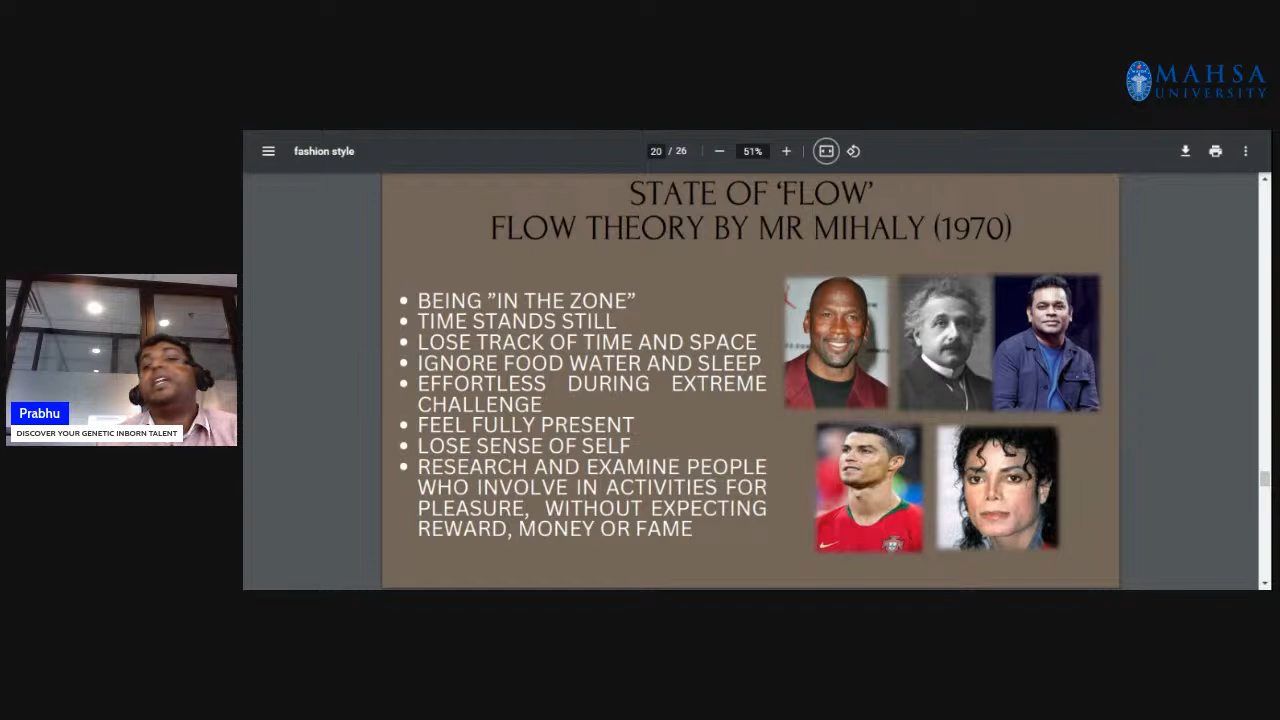 MAHSA
UNIVERSITY
fashion style
20 / 26
51%
STATE OF ‘FLOW’
FLOW THEORY BY MR MIHALY (1970)
• BEING ”IN THE ZONE”
• TIME STANDS STILL
• LOSE TRACK OF TIME AND SPACE
• IGNORE FOOD WATER AND SLEEP
• EFFORTLESS DURING EXTREME
CHALLENGE
• FEEL FULLY PRESENT
• LOSE SENSE OF SELF
• RESEARCH AND EXAMINE PEOPLE
WHO INVOLVE IN ACTIVITIES FOR
PLEASURE, WITHOUT EXPECTING
REWARD, MONEY OR FAME
Prabhu
DISCOVER YOUR GENETIC INBORN TALENT